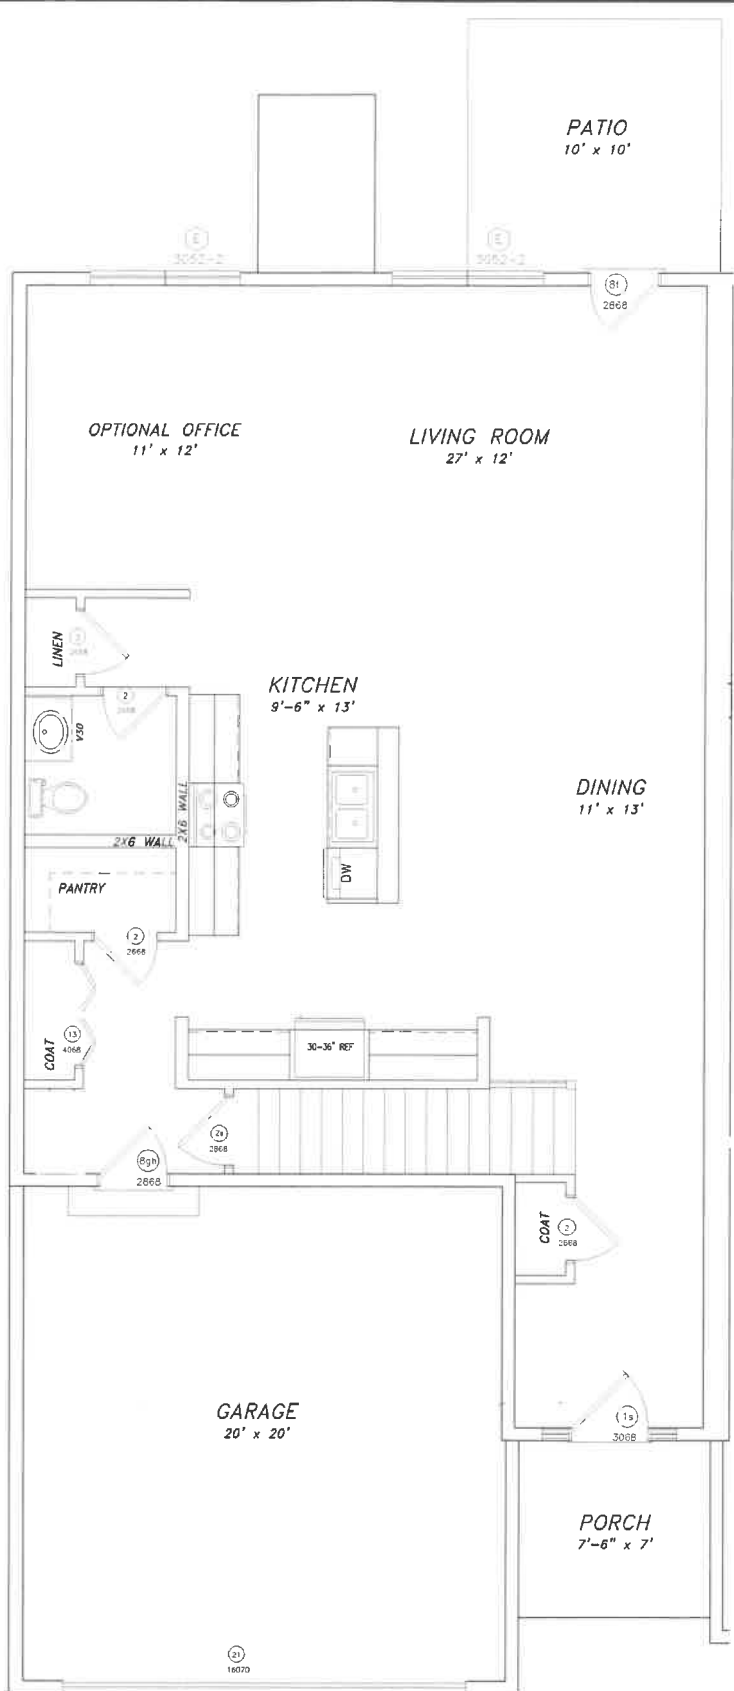 PATIO
10' x 10'
E
3052-2
E
3052-2
8t
2868
OPTIONAL OFFICE
11' x 12'
LIVING ROOM
27' x 12'
LINEN
2
KITCHEN
9'-6" x 13'
V30
DINING
11' x 13'
2X6 WALL
2X6 WALL
DW
PANTRY
2
2668
13
4068
COAT
30-36" REF
2868
8gh
2868
COAT
2
2668
GARAGE
20' x 20'
1s
3068
PORCH
7'-6" x 7'
21
16070